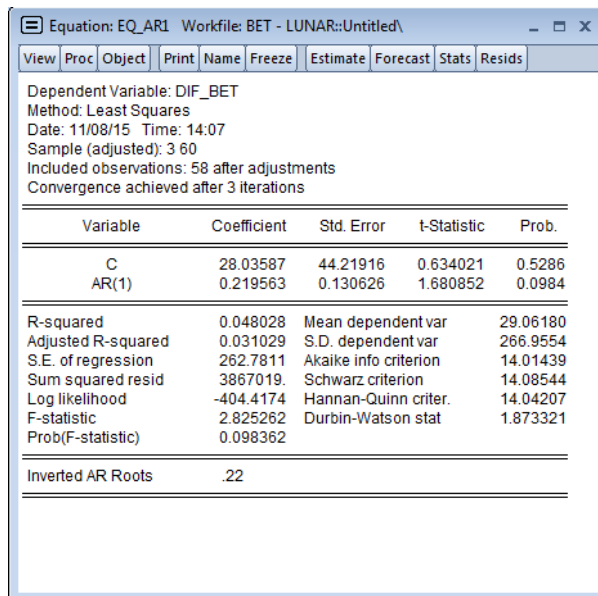 Equation: EQ_AR1 Workfile: BET - LUNAR::Untitled\
View Proc Object Print Name Freeze Estimate Forecast Stats Resids
Dependent Variable: DIF_BET
Method: Least Squares
Date: 11/08/15 Time: 14:07
Sample (adjusted): 3 60
Included observations: 58 after adjustments
Convergence achieved after 3 iterations
Variable Coefficient Std. Error t-Statistic Prob.
C 28.03587 44.21916 0.634021 0.5286
AR(1) 0.219563 0.130626 1.680852 0.0984
R-squared 0.048028 Mean dependent var 29.06180
Adjusted R-squared 0.031029 S.D. dependent var 266.9554
S.E. of regression 262.7811 Akaike info criterion 14.01439
Sum squared resid 3867019. Schwarz criterion 14.08544
Log likelihood -404.4174 Hannan-Quinn criter. 14.04207
F-statistic 2.825262 Durbin-Watson stat 1.873321
Prob(F-statistic) 0.098362
Inverted AR Roots .22